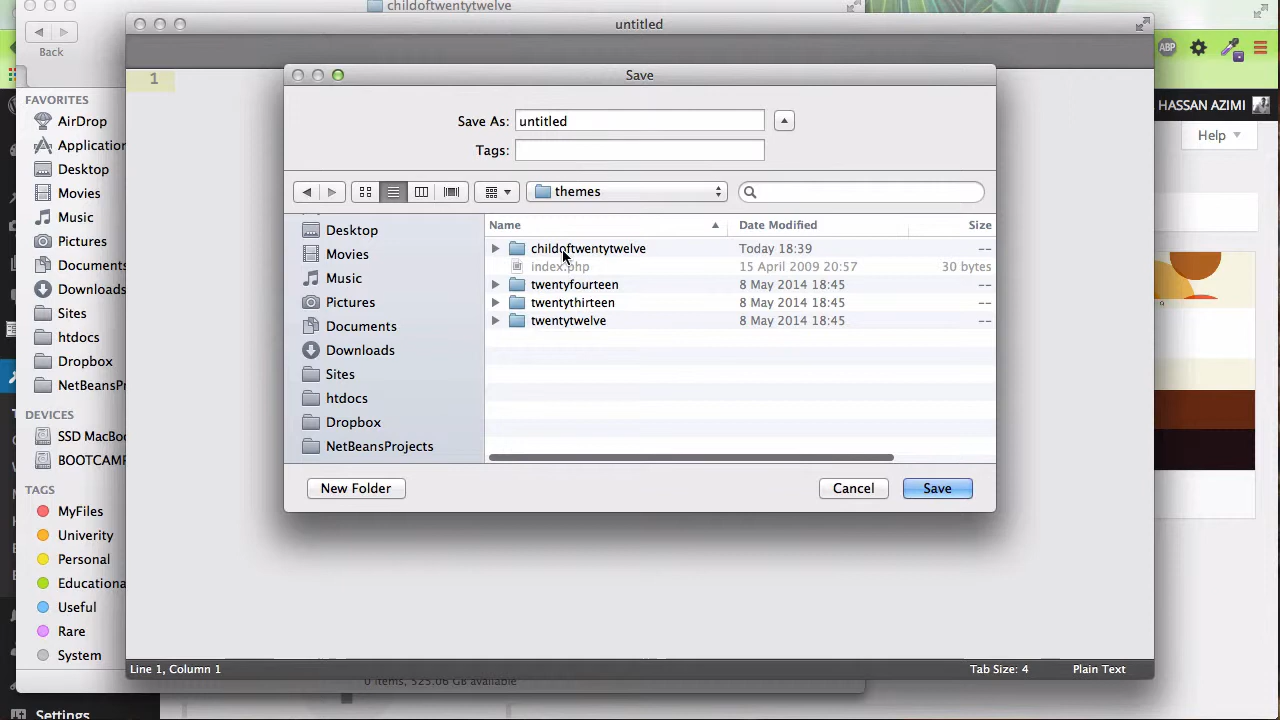 childoftwentytwelve
untitled
Back
ABP
HASSAN AZIMI
Help
FAVORITES
AirDrop
Application
Desktop
Movies
Music
Pictures
Documents
Downloads
Sites
htdocs
Dropbox
NetBeansPr
DEVICES
SSD MacBoo
BOOTCAMP
TAGS
MyFiles
Univerity
Personal
Educational
Useful
Rare
System
Settings
1
Save
Save As: untitled
Tags:
themes
Desktop
Movies
Music
Pictures
Documents
Downloads
Sites
htdocs
Dropbox
NetBeansProjects
Name Date Modified Size
childoftwentytwelve Today 18:39 --
index.php 15 April 2009 20:57 30 bytes
twentyfourteen 8 May 2014 18:45 --
twentythirteen 8 May 2014 18:45 --
twentytwelve 8 May 2014 18:45 --
New Folder Cancel Save
Line 1, Column 1 Tab Size: 4 Plain Text
0 items, 525.06 GB available